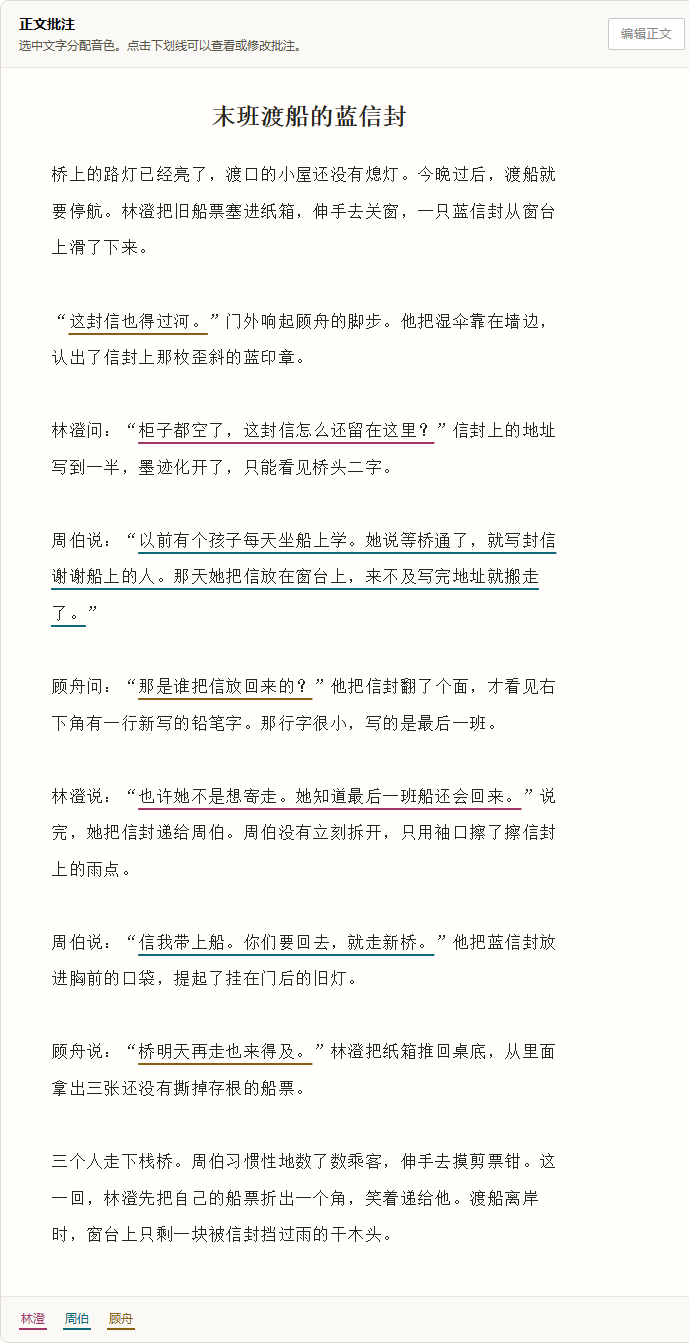 正文批注
选中文字分配音色。点击下划线可以查看或修改批注。
编辑正文
末班渡船的蓝信封
桥上的路灯已经亮了，渡口的小屋还没有熄灯。今晚过后，渡船就
要停航。林澄把旧船票塞进纸箱，伸手去关窗，一只蓝信封从窗台
上滑了下来。
“这封信也得过河。”门外响起顾舟的脚步。他把湿伞靠在墙边，
认出了信封上那枚歪斜的蓝印章。
林澄问：“柜子都空了，这封信怎么还留在这里？”信封上的地址
写到一半，墨迹化开了，只能看见桥头二字。
周伯说：“以前有个孩子每天坐船上学。她说等桥通了，就写封信
谢谢船上的人。那天她把信放在窗台上，来不及写完地址就搬走
了。”
顾舟问：“那是谁把信放回来的？”他把信封翻了个面，才看见右
下角有一行新写的铅笔字。那行字很小，写的是最后一班。
林澄说：“也许她不是想寄走。她知道最后一班船还会回来。”说
完，她把信封递给周伯。周伯没有立刻拆开，只用袖口擦了擦信封
上的雨点。
周伯说：“信我带上船。你们要回去，就走新桥。”他把蓝信封放
进胸前的口袋，提起了挂在门后的旧灯。
顾舟说：“桥明天再走也来得及。”林澄把纸箱推回桌底，从里面
拿出三张还没有撕掉存根的船票。
三个人走下栈桥。周伯习惯性地数了数乘客，伸手去摸剪票钳。这
一回，林澄先把自己的船票折出一个角，笑着递给他。渡船离岸
时，窗台上只剩一块被信封挡过雨的干木头。
林澄 周伯 顾舟